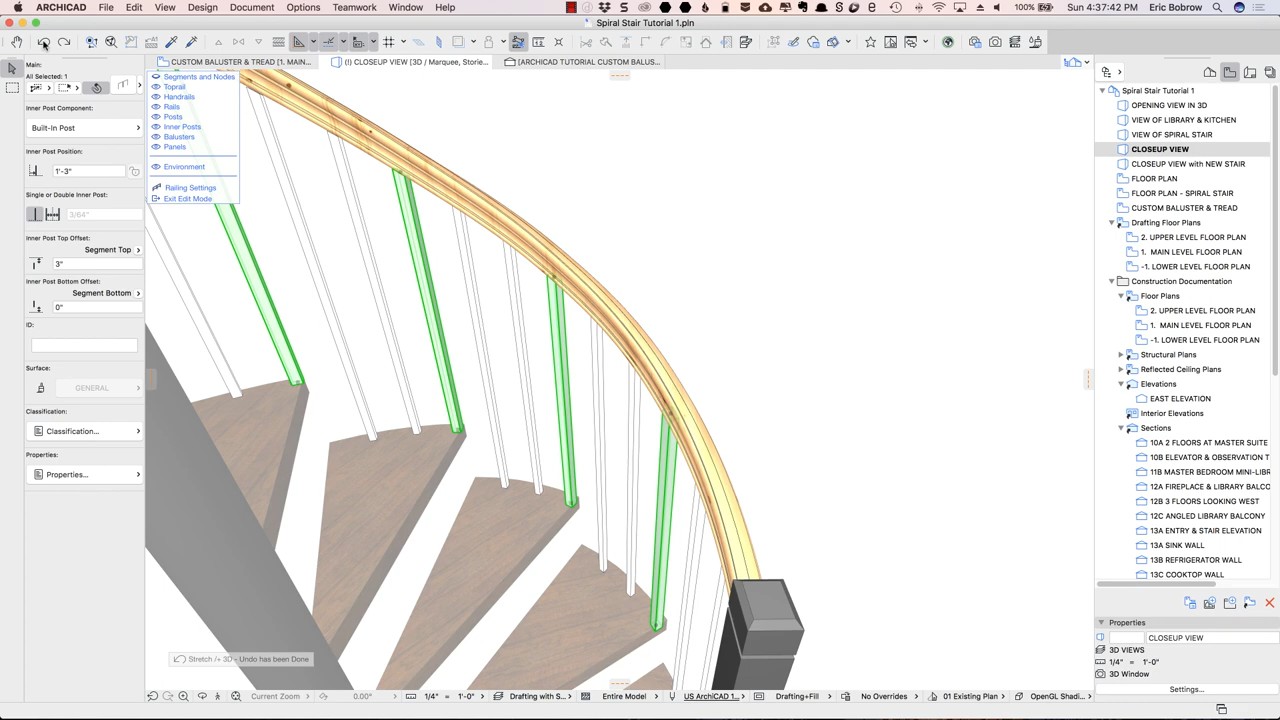 ARCHICAD File Edit View Design Document Options Teamwork Window Help 100% Sun 4:37:42 PM Eric Bobrow
Spiral Stair Tutorial 1.pln
CUSTOM BALUSTER & TREAD [1. MAIN... (!) CLOSEUP VIEW [3D / Marquee, Storie... [ARCHICAD TUTORIAL CUSTOM BALUS...
Main:
All Selected: 1
Inner Post Component:
Built-In Post
Inner Post Position:
1'-3"
Single or Double Inner Post:
3/64"
Inner Post Top Offset:
Segment Top
3"
Inner Post Bottom Offset:
Segment Bottom
0"
ID:
Surface:
GENERAL
Classification:
Classification...
Properties:
Properties...
Segments and Nodes
Toprail
Handrails
Rails
Posts
Inner Posts
Balusters
Panels
Environment
Railing Settings
Exit Edit Mode
Stretch /+ 3D - Undo has been Done
Spiral Stair Tutorial 1
OPENING VIEW IN 3D
VIEW OF LIBRARY & KITCHEN
VIEW OF SPIRAL STAIR
CLOSEUP VIEW
CLOSEUP VIEW with NEW STAIR
FLOOR PLAN
FLOOR PLAN - SPIRAL STAIR
CUSTOM BALUSTER & TREAD
Drafting Floor Plans
2. UPPER LEVEL FLOOR PLAN
1. MAIN LEVEL FLOOR PLAN
-1. LOWER LEVEL FLOOR PLAN
Construction Documentation
Floor Plans
2. UPPER LEVEL FLOOR PLAN
1. MAIN LEVEL FLOOR PLAN
-1. LOWER LEVEL FLOOR PLAN
Structural Plans
Reflected Ceiling Plans
Elevations
EAST ELEVATION
Interior Elevations
Sections
10A 2 FLOORS AT MASTER SUITE
10B ELEVATOR & OBSERVATION T
11B MASTER BEDROOM MINI-LIBR
12A FIREPLACE & LIBRARY BALCO
12B 3 FLOORS LOOKING WEST
12C ANGLED LIBRARY BALCONY
13A ENTRY & STAIR ELEVATION
13A SINK WALL
13B REFRIGERATOR WALL
13C COOKTOP WALL
Properties
CLOSEUP VIEW
3D VIEWS
1/4" = 1'-0"
3D Window
Settings...
Current Zoom 0.00° 1/4" = 1'-0" Drafting with S... Entire Model US ArchiCAD 1... Drafting+Fill No Overrides 01 Existing Plan OpenGL Shadi...